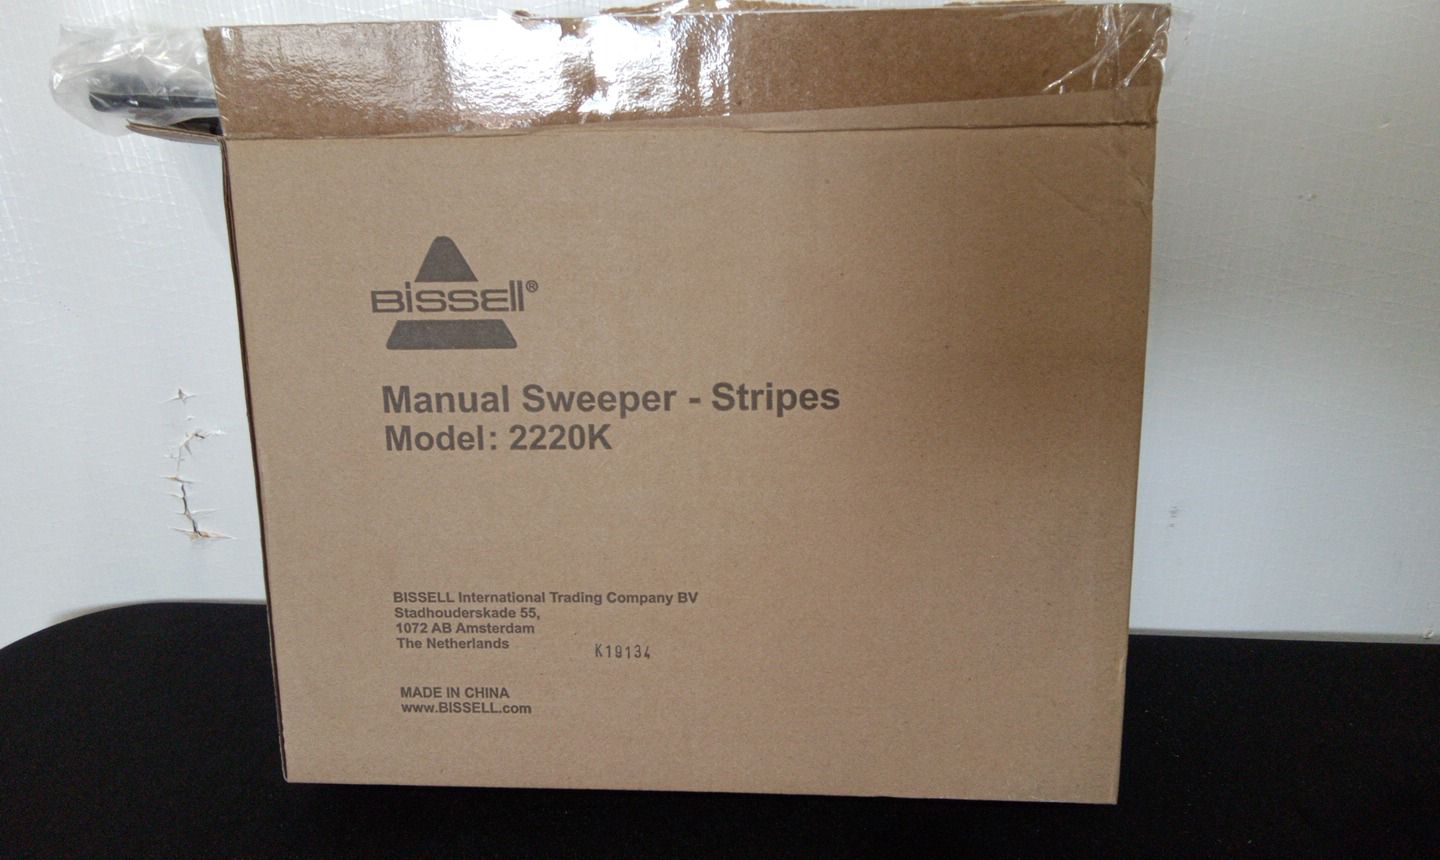 BISSELL®
Manual Sweeper - Stripes
Model: 2220K
BISSELL International Trading Company BV
Stadhouderskade 55,
1072 AB Amsterdam
The Netherlands
K19134
MADE IN CHINA
www.BISSELL.com